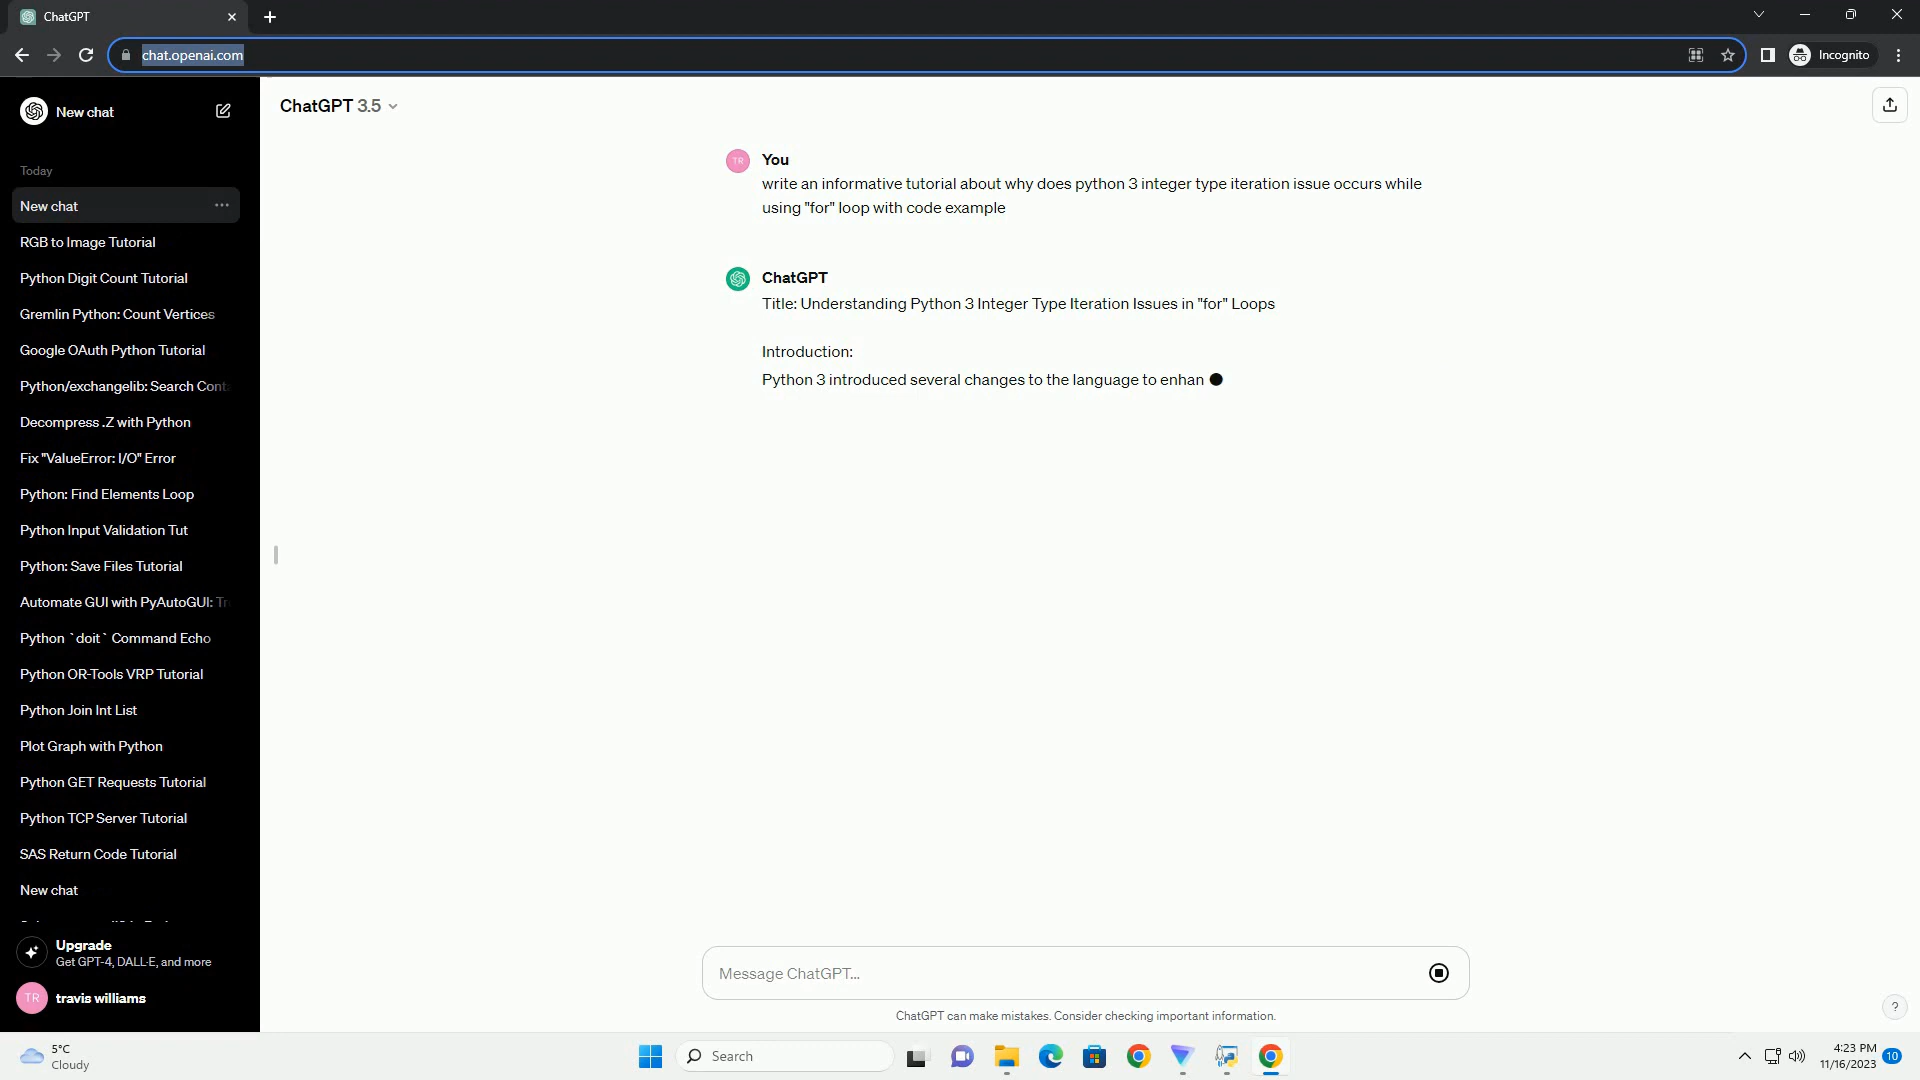 ChatGPT
chat.openai.com
Incognito
New chat
ChatGPT 3.5
Today
New chat
RGB to Image Tutorial
Python Digit Count Tutorial
Gremlin Python: Count Vertices
Google OAuth Python Tutorial
Python/exchangelib: Search Cont
Decompress .Z with Python
Fix "ValueError: I/O" Error
Python: Find Elements Loop
Python Input Validation Tut
Python: Save Files Tutorial
Automate GUI with PyAutoGUI: Tr
Python `doit` Command Echo
Python OR-Tools VRP Tutorial
Python Join Int List
Plot Graph with Python
Python GET Requests Tutorial
Python TCP Server Tutorial
SAS Return Code Tutorial
New chat
Upgrade
Get GPT-4, DALL·E, and more
TR
travis williams
TR
You
write an informative tutorial about why does python 3 integer type iteration issue occurs while
using "for" loop with code example
ChatGPT
Title: Understanding Python 3 Integer Type Iteration Issues in "for" Loops
Introduction:
Python 3 introduced several changes to the language to enhan
Message ChatGPT...
ChatGPT can make mistakes. Consider checking important information.
?
5°C
Cloudy
Search
4:23 PM
11/16/2023
10